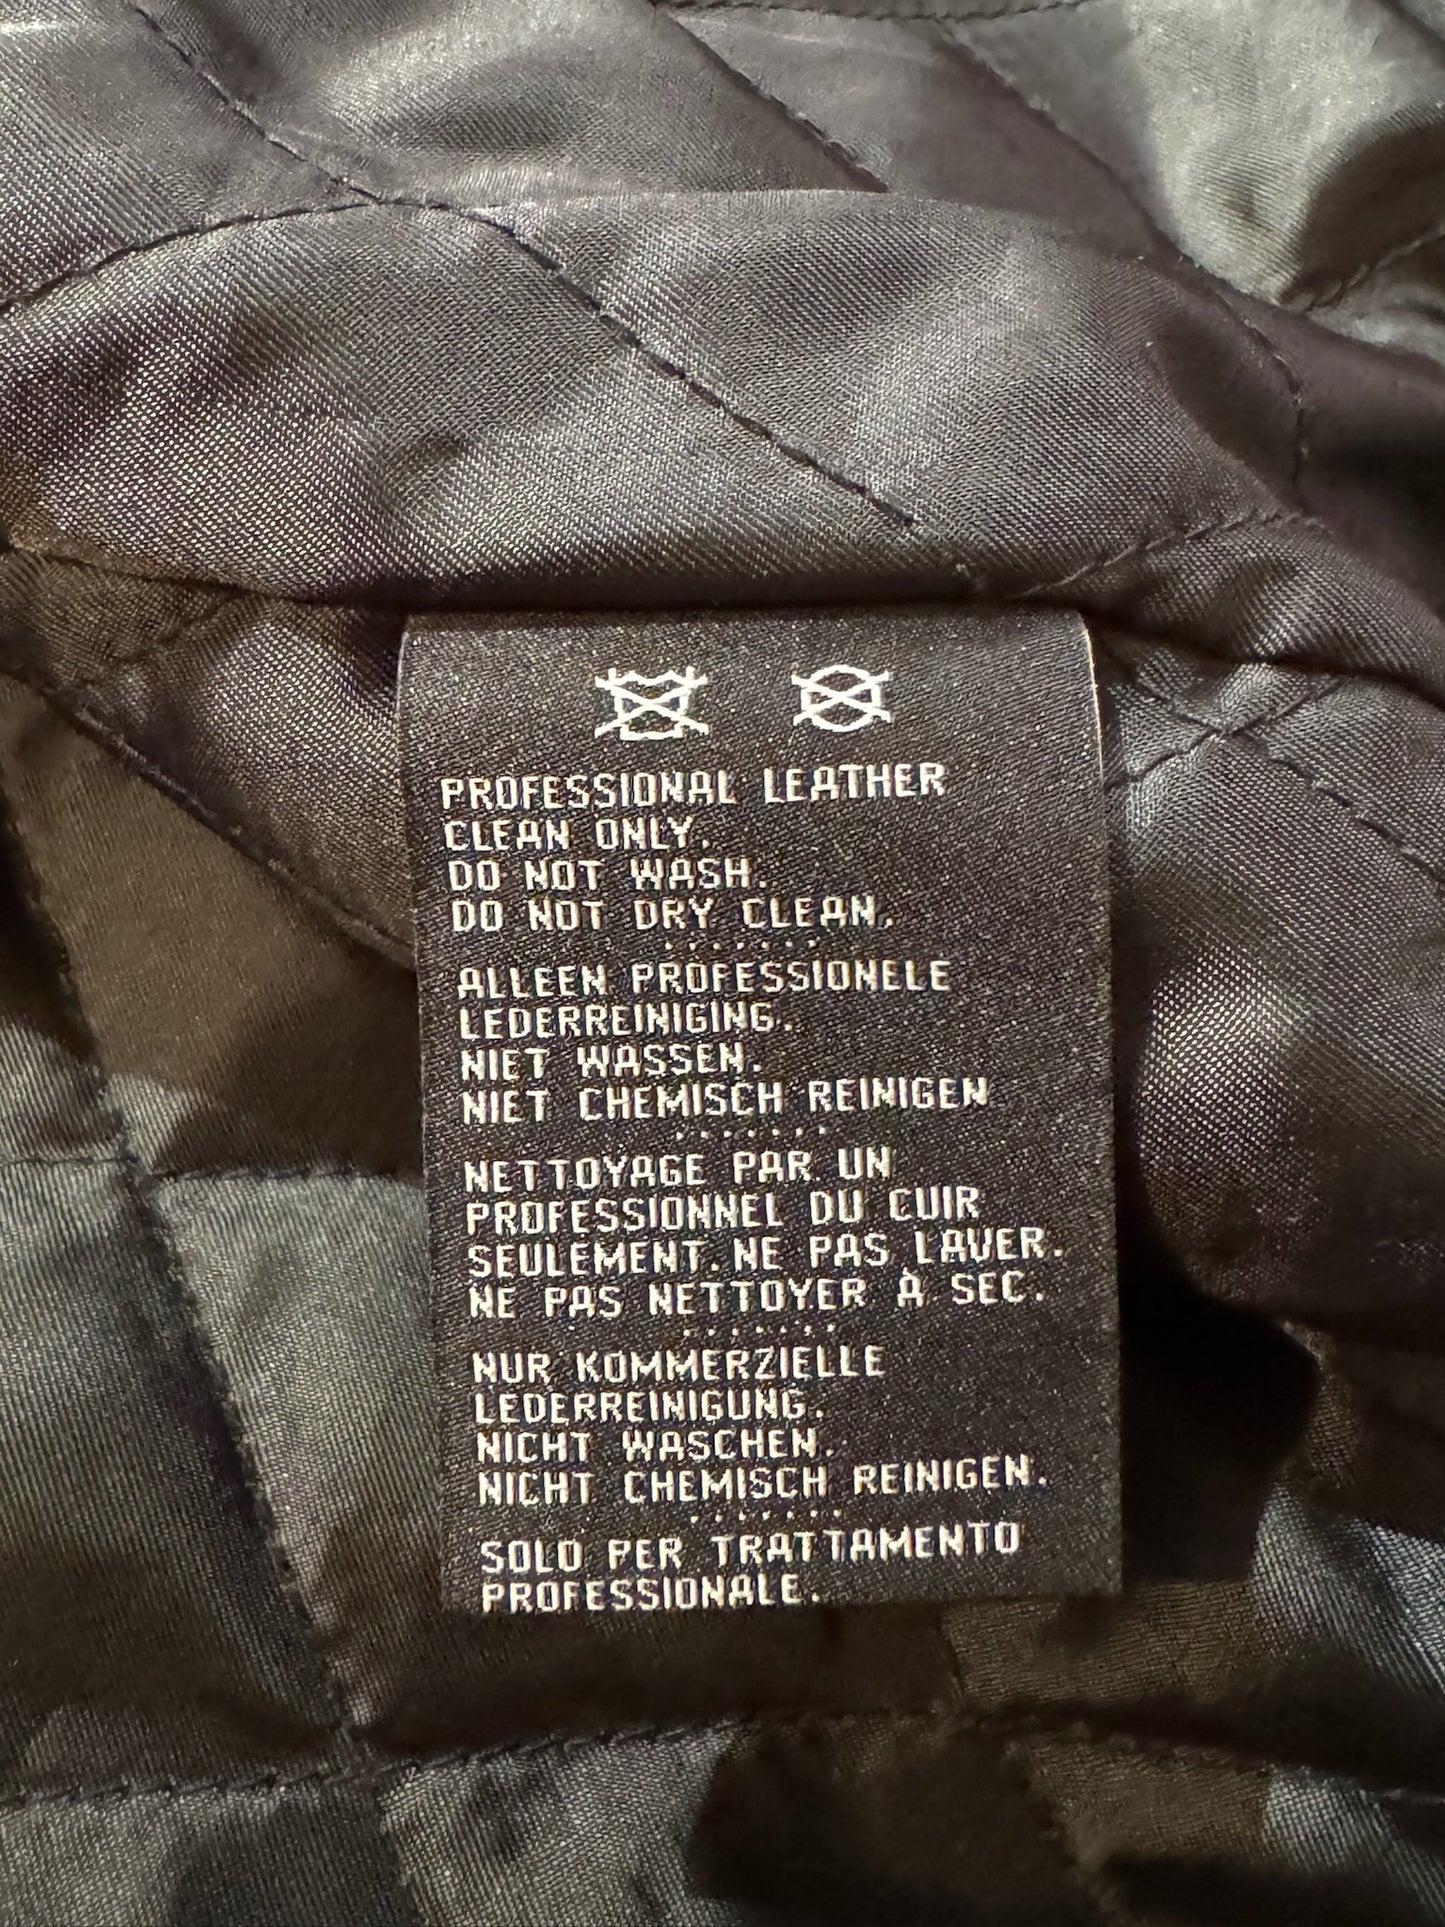 PROFESSIONAL LEATHER
CLEAN ONLY.
DO NOT WASH.
DO NOT DRY CLEAN.
ALLEEN PROFESSIONELE
LEDERREINIGING.
NIET WASSEN.
NIET CHEMISCH REINIGEN
NETTOYAGE PAR UN
PROFESSIONNEL DU CUIR
SEULEMENT. NE PAS LAVER.
NE PAS NETTOYER À SEC.
NUR KOMMERZIELLE
LEDERREINIGUNG.
NICHT WASCHEN.
NICHT CHEMISCH REINIGEN.
SOLO PER TRATTAMENTO
PROFESSIONALE.